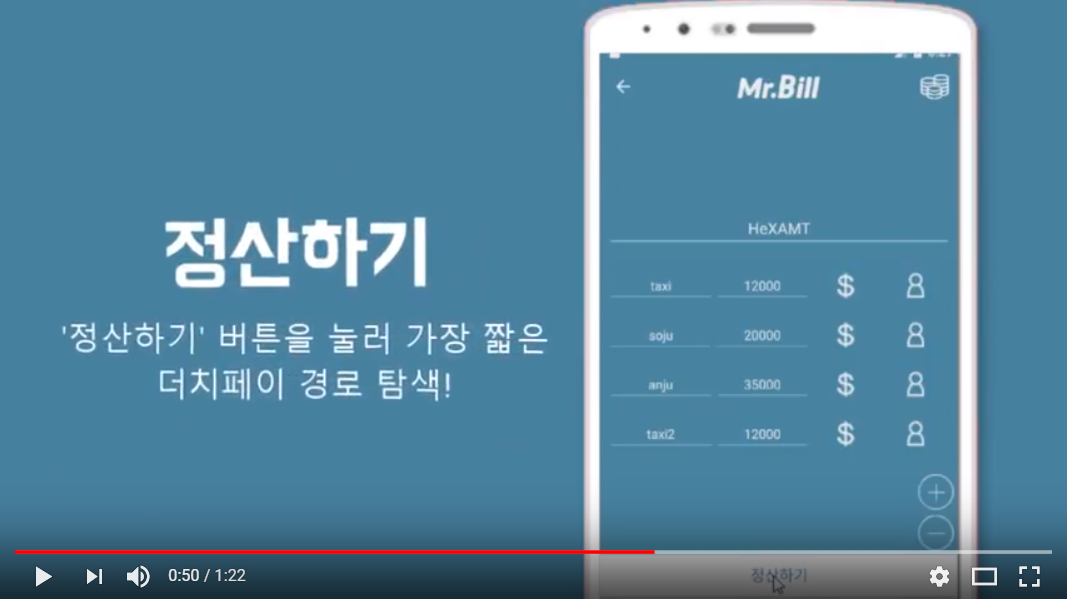 Mr.Bill
정산하기
'정산하기' 버튼을 눌러 가장 짧은
더치페이 경로 탐색!
HeXAMT
taxi 12000 $
soju 20000 $
anju 35000 $
taxi2 12000 $
정산하기
0:50 / 1:22